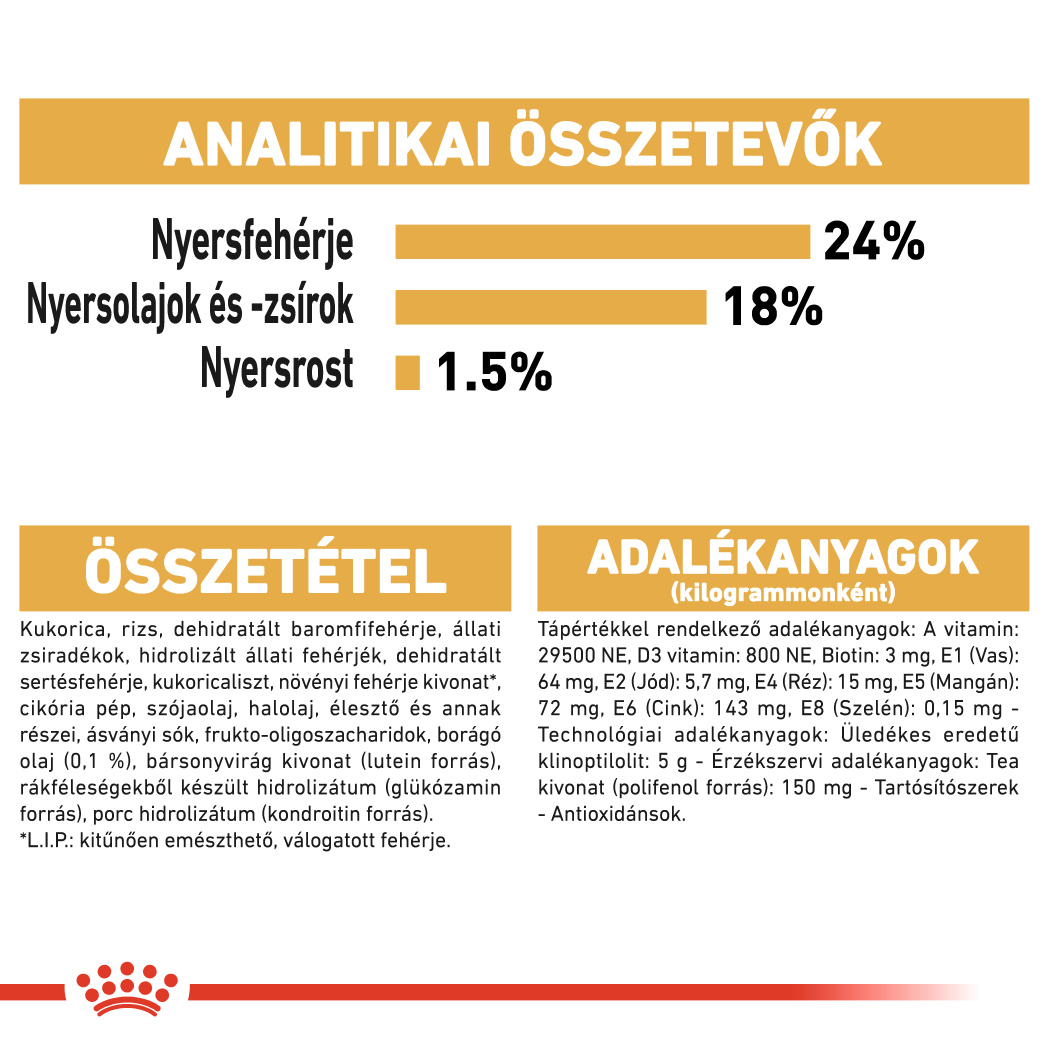 ANALITIKAI ÖSSZETEVŐK
Nyersfehérje 24%
Nyersolajok és -zsírok 18%
Nyersrost 1.5%
ÖSSZETÉTEL
Kukorica, rizs, dehidratált baromfifehérje, állati
zsiradékok, hidrolizált állati fehérjék, dehidratált
sertésfehérje, kukoricaliszt, növényi fehérje kivonat*,
cikória pép, szójaolaj, halolaj, élesztő és annak
részei, ásványi sók, frukto-oligoszacharidok, borágó
olaj (0,1 %), bársonyvirág kivonat (lutein forrás),
rákféleségekből készült hidrolizátum (glükózamin
forrás), porc hidrolizátum (kondroitin forrás).
*L.I.P.: kitűnően emészthető, válogatott fehérje.
ADALÉKANYAGOK
(kilogrammonként)
Tápértékkel rendelkező adalékanyagok: A vitamin:
29500 NE, D3 vitamin: 800 NE, Biotin: 3 mg, E1 (Vas):
64 mg, E2 (Jód): 5,7 mg, E4 (Réz): 15 mg, E5 (Mangán):
72 mg, E6 (Cink): 143 mg, E8 (Szelén): 0,15 mg -
Technológiai adalékanyagok: Üledékes eredetű
klinoptilolit: 5 g - Érzékszervi adalékanyagok: Tea
kivonat (polifenol forrás): 150 mg - Tartósítószerek
- Antioxidánsok.